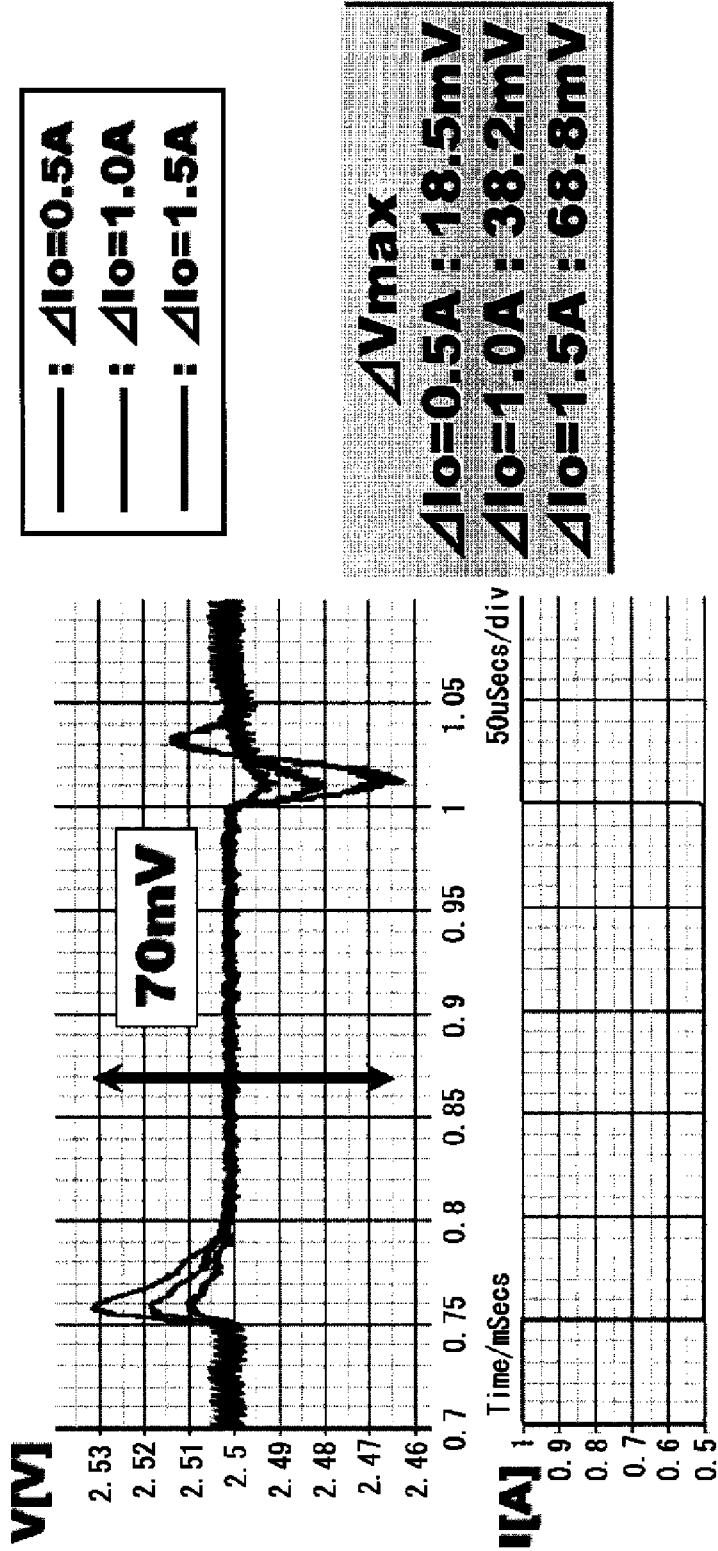 V[V]
2.53
2.52
2.51
2.5
2.49
2.48
2.47
2.46
70mV
0.7
0.75
0.8
0.85
0.9
0.95
1
1.05
Time/mSecs
50uSecs/div
I[A]
1
0.9
0.8
0.7
0.6
0.5
: ⊿Io=0.5A
: ⊿Io=1.0A
: ⊿Io=1.5A
⊿Vmax
⊿Io=0.5A : 18.5mV
⊿Io=1.0A : 38.2mV
⊿Io=1.5A : 68.8mV